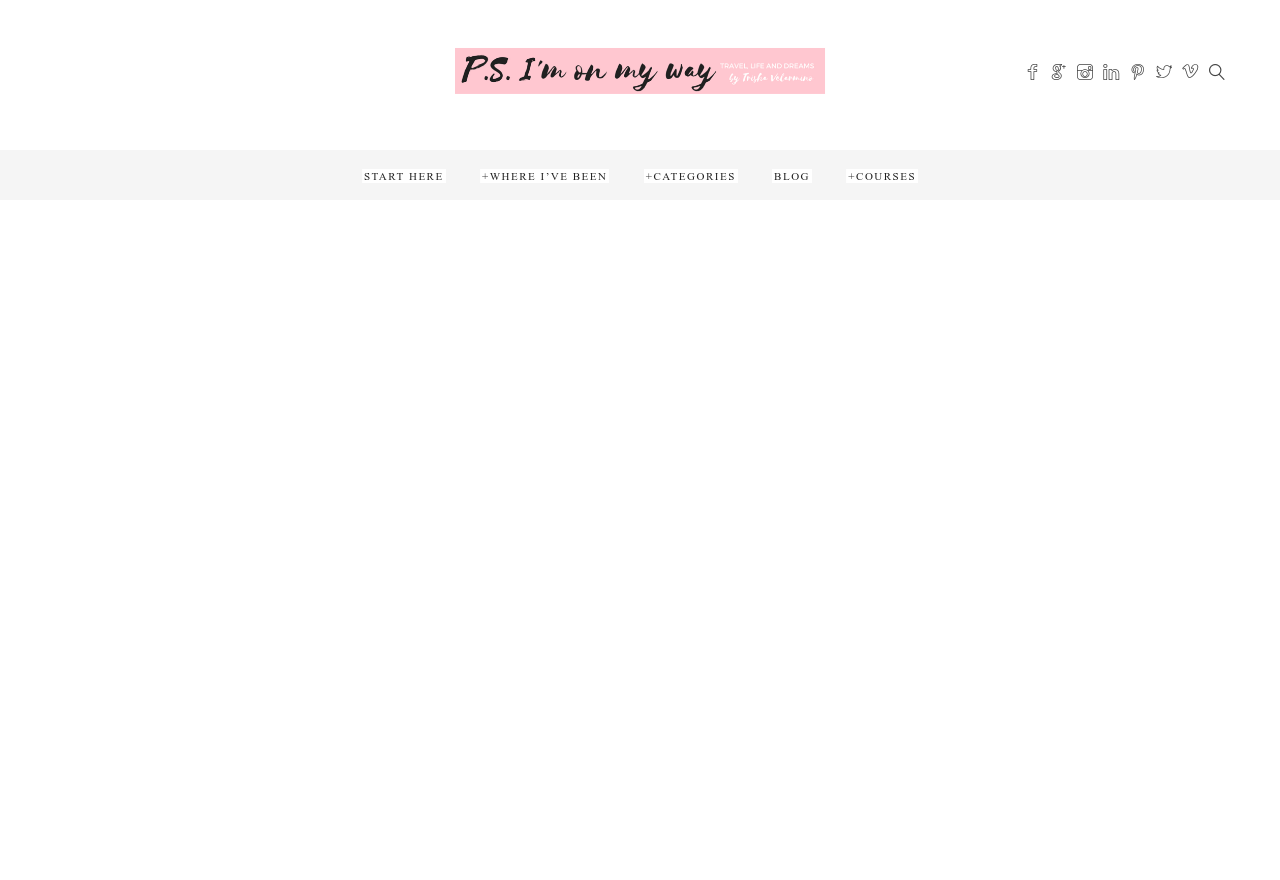 P.S. I'm on my way
TRAVEL LIFE AND DREAMS
by Trisha Velarmino
START HERE
+WHERE I'VE BEEN
+CATEGORIES
BLOG
+COURSES